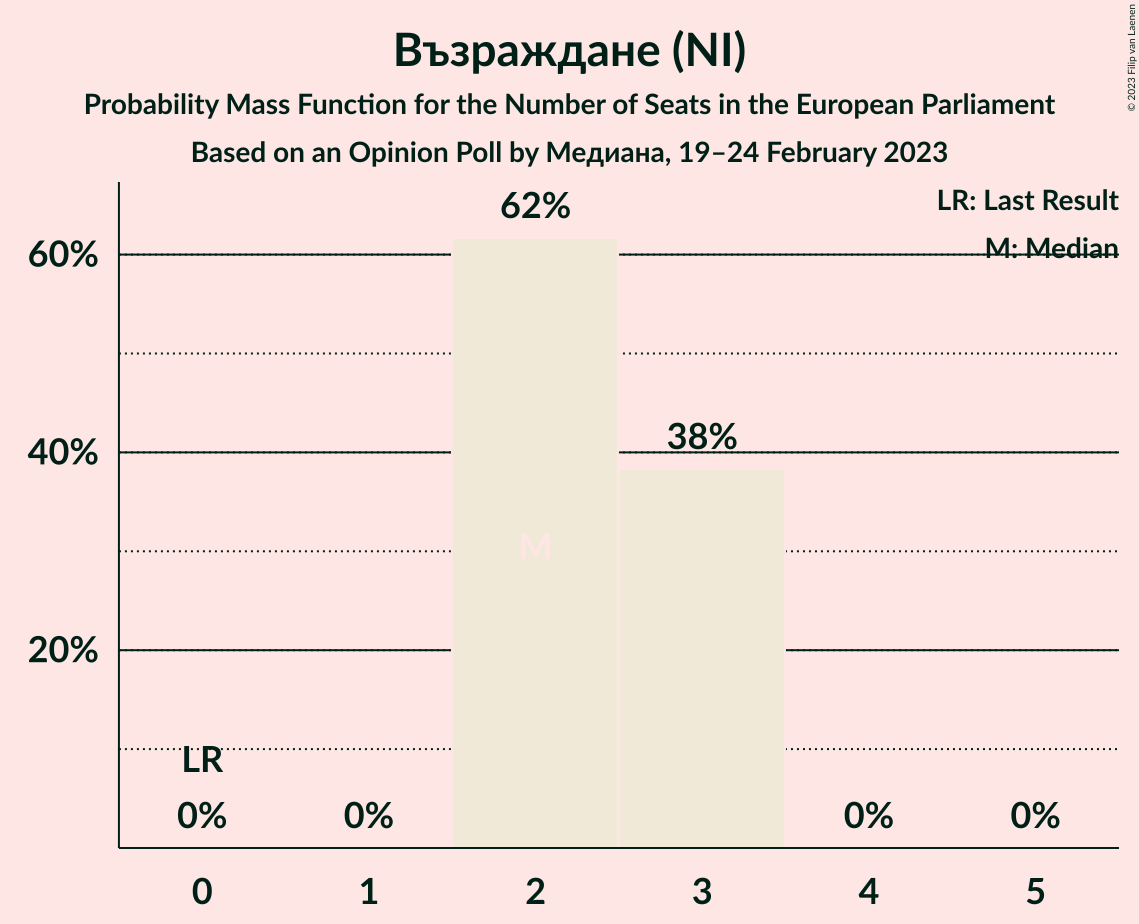 Възраждане (NI)
Probability Mass Function for the Number of Seats in the European Parliament
Based on an Opinion Poll by Медиана, 19–24 February 2023
© 2023 Filip van Laenen
LR: Last Result
M: Median
62%
60%
38%
40%
M
20%
LR
0%
0%
0%
0%
0
1
2
3
4
5